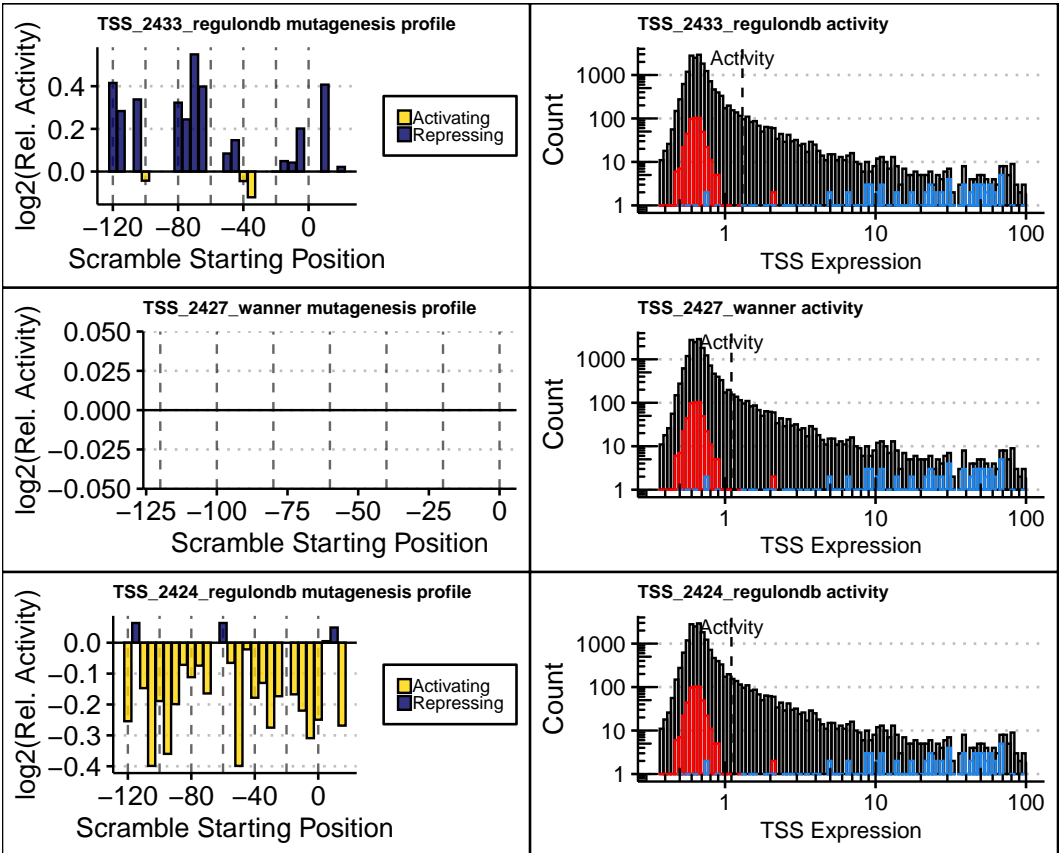 TSS_2433_regulondb mutagenesis profile
log2(Rel. Activity)
0.4
0.2
0.0
−120 −80 −40 0
Scramble Starting Position
Activating
Repressing
TSS_2433_regulondb activity
Activity
Count
1000
100
10
1
1 10 100
TSS Expression
TSS_2427_wanner mutagenesis profile
log2(Rel. Activity)
0.050
0.025
0.000
−0.025
−0.050
−125 −100 −75 −50 −25 0
Scramble Starting Position
TSS_2427_wanner activity
Activity
Count
1000
100
10
1
1 10 100
TSS Expression
TSS_2424_regulondb mutagenesis profile
log2(Rel. Activity)
0.0
−0.1
−0.2
−0.3
−0.4
−120 −80 −40 0
Scramble Starting Position
Activating
Repressing
TSS_2424_regulondb activity
Activity
Count
1000
100
10
1
1 10 100
TSS Expression